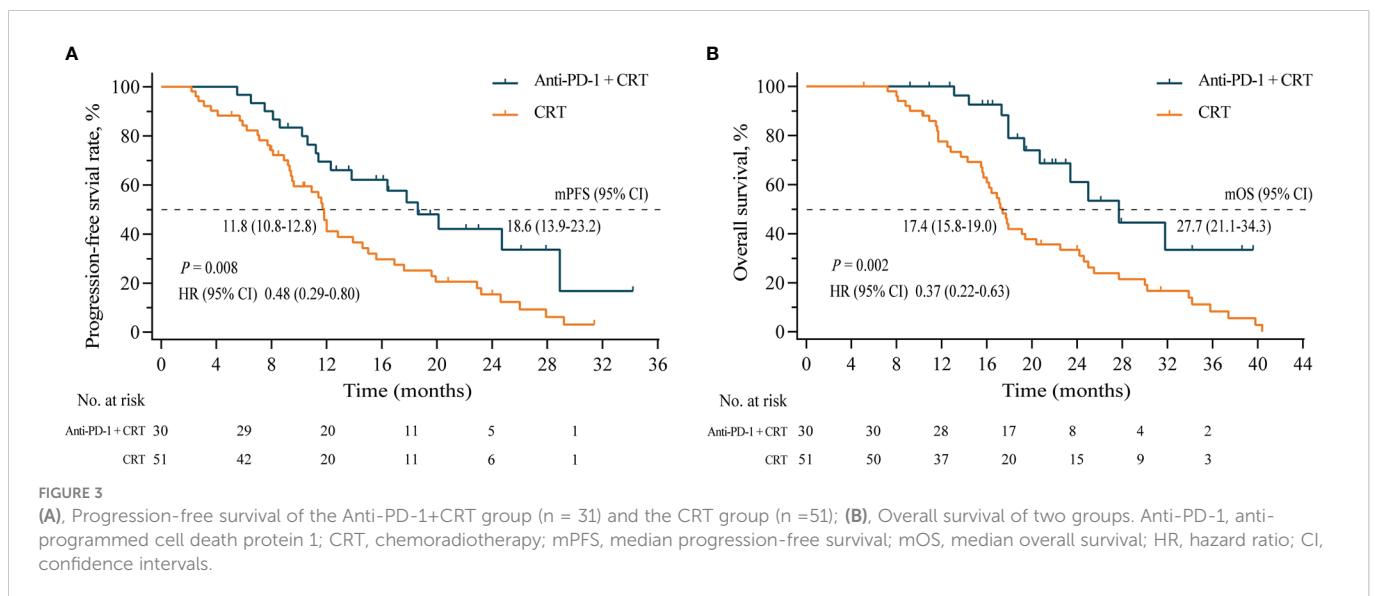 A
Progression-free srvial rate, %
100
80
60
40
20
0
Anti-PD-1 + CRT
CRT
mPFS (95% CI)
11.8 (10.8-12.8)
18.6 (13.9-23.2)
P = 0.008
HR (95% CI) 0.48 (0.29-0.80)
0 4 8 12 16 20 24 28 32 36
Time (months)
No. at risk
Anti-PD-1 + CRT 30 29 20 11 5 1
CRT 51 42 20 11 6 1
B
Overall survival, %
100
80
60
40
20
0
Anti-PD-1 + CRT
CRT
mOS (95% CI)
17.4 (15.8-19.0)
27.7 (21.1-34.3)
P = 0.002
HR (95% CI) 0.37 (0.22-0.63)
0 4 8 12 16 20 24 28 32 36 40 44
Time (months)
No. at risk
Anti-PD-1 + CRT 30 30 28 17 8 4 2
CRT 51 50 37 20 15 9 3
FIGURE 3
(A), Progression-free survival of the Anti-PD-1+CRT group (n = 31) and the CRT group (n =51); (B), Overall survival of two groups. Anti-PD-1, anti-
programmed cell death protein 1; CRT, chemoradiotherapy; mPFS, median progression-free survival; mOS, median overall survival; HR, hazard ratio; CI,
confidence intervals.